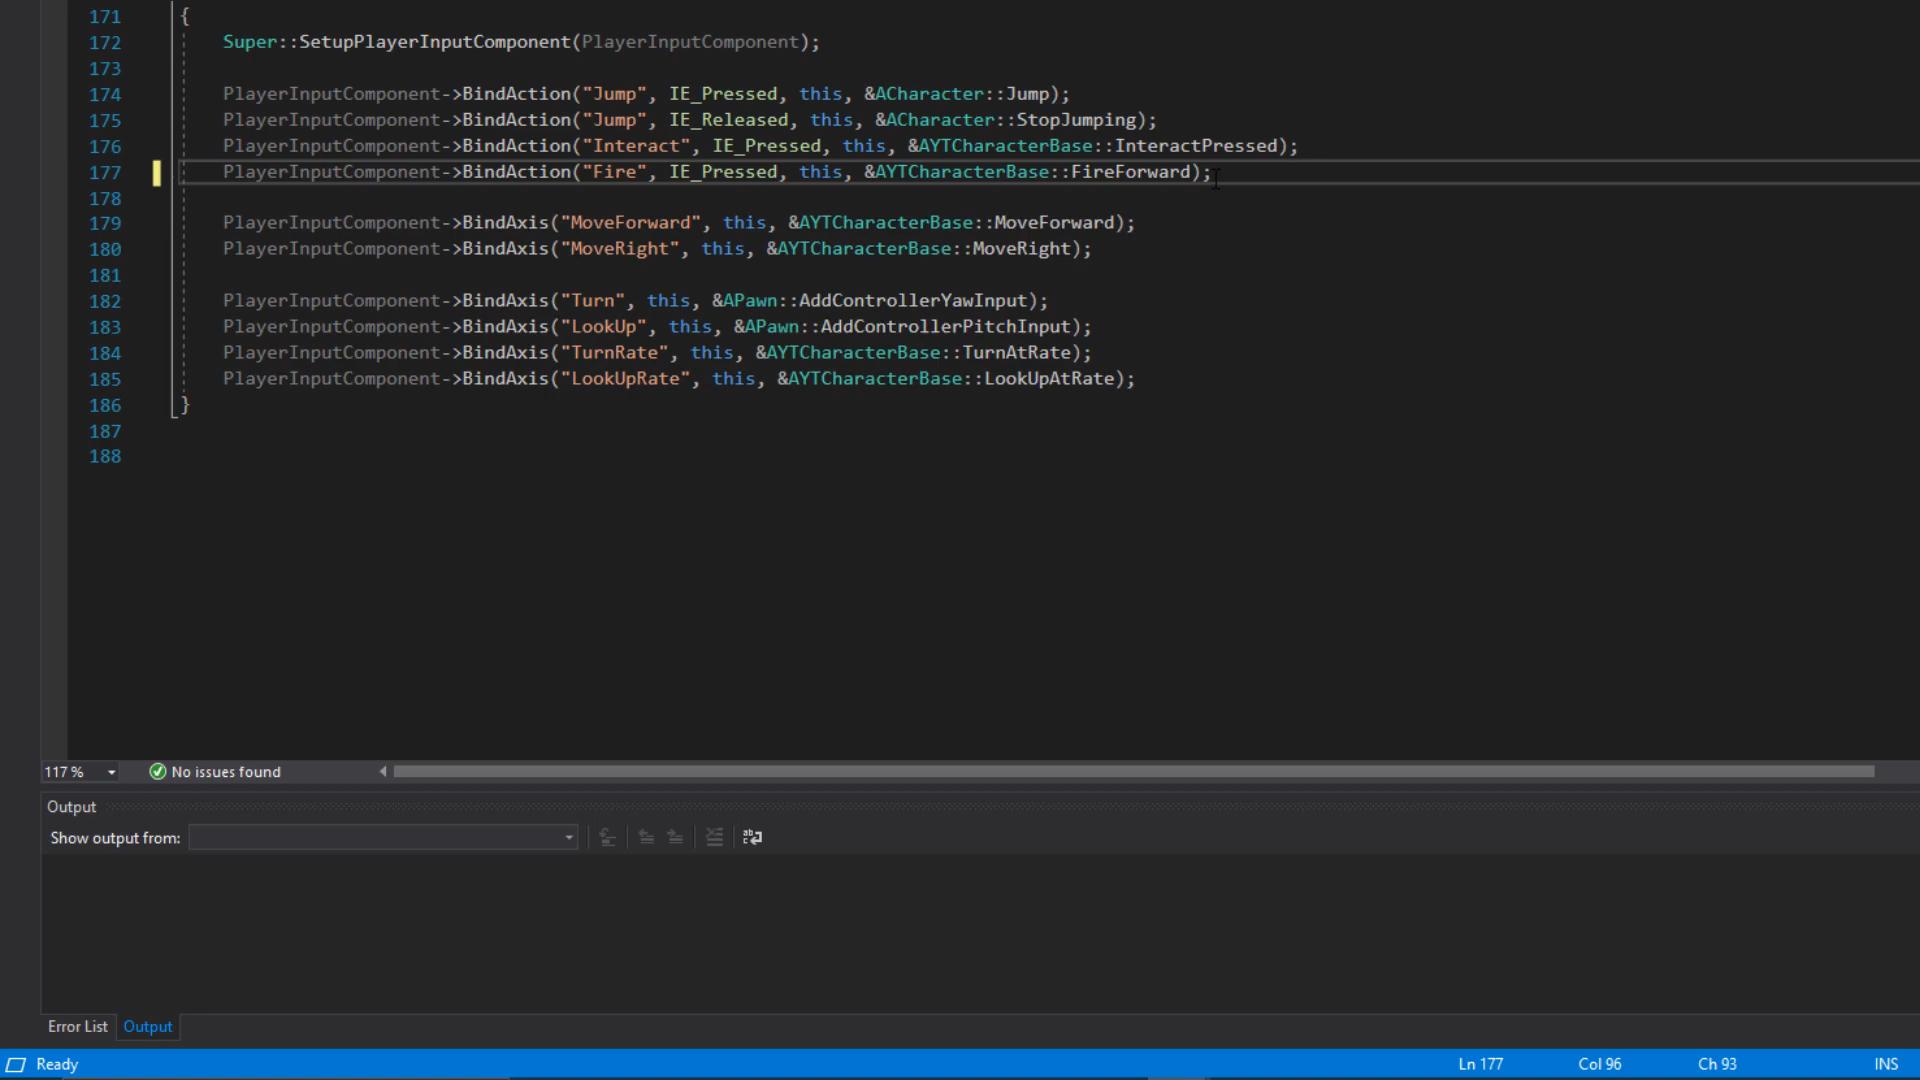 171 {
172 Super::SetupPlayerInputComponent(PlayerInputComponent);
173
174 PlayerInputComponent->BindAction("Jump", IE_Pressed, this, &ACharacter::Jump);
175 PlayerInputComponent->BindAction("Jump", IE_Released, this, &ACharacter::StopJumping);
176 PlayerInputComponent->BindAction("Interact", IE_Pressed, this, &AYTCharacterBase::InteractPressed);
177 PlayerInputComponent->BindAction("Fire", IE_Pressed, this, &AYTCharacterBase::FireForward);
178
179 PlayerInputComponent->BindAxis("MoveForward", this, &AYTCharacterBase::MoveForward);
180 PlayerInputComponent->BindAxis("MoveRight", this, &AYTCharacterBase::MoveRight);
181
182 PlayerInputComponent->BindAxis("Turn", this, &APawn::AddControllerYawInput);
183 PlayerInputComponent->BindAxis("LookUp", this, &APawn::AddControllerPitchInput);
184 PlayerInputComponent->BindAxis("TurnRate", this, &AYTCharacterBase::TurnAtRate);
185 PlayerInputComponent->BindAxis("LookUpRate", this, &AYTCharacterBase::LookUpAtRate);
186 }
187
188
117 % No issues found
Output
Show output from:
Error List Output
Ready Ln 177 Col 96 Ch 93 INS